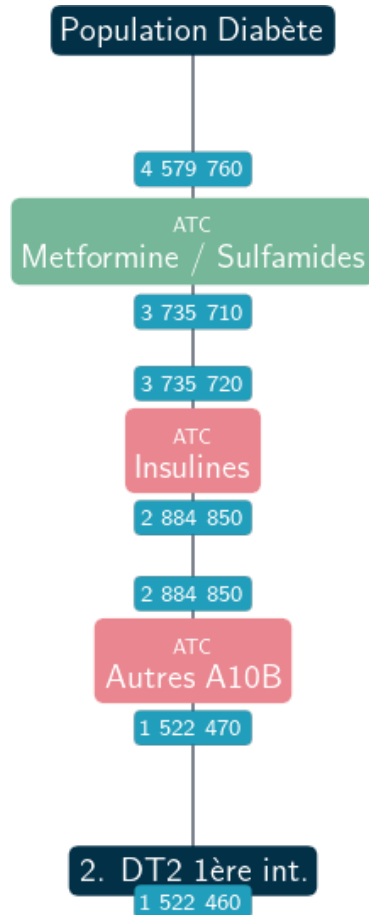 Population Diabète
4 579 760
ATC
Metformine / Sulfamides
3 735 710
3 735 720
ATC
Insulines
2 884 850
2 884 850
ATC
Autres A10B
1 522 470
2. DT2 1ère int.
1 522 460